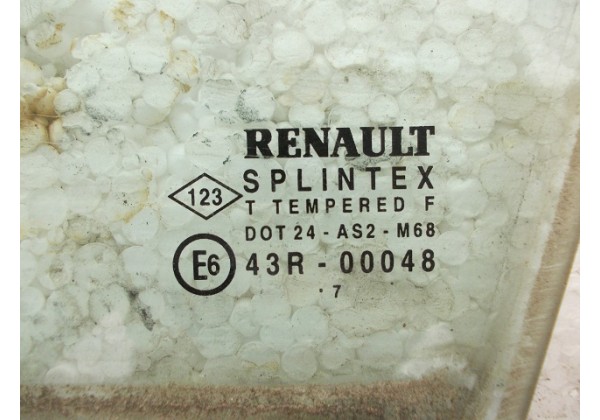 RENAULT
123 SPLINTEX
T TEMPERED F
DOT 24 - AS2 - M68
E6 43R - 00048
. 7